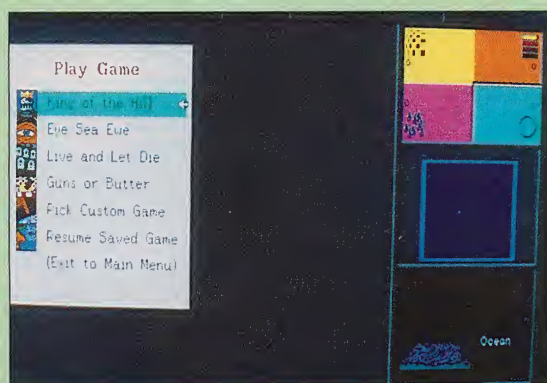 Play Game
King of the Hill
Eye Sea Ewe
Live and Let Die
Guns or Butter
Pick Custom Game
Resume Saved Game
(Exit to Main Menu)
Ocean